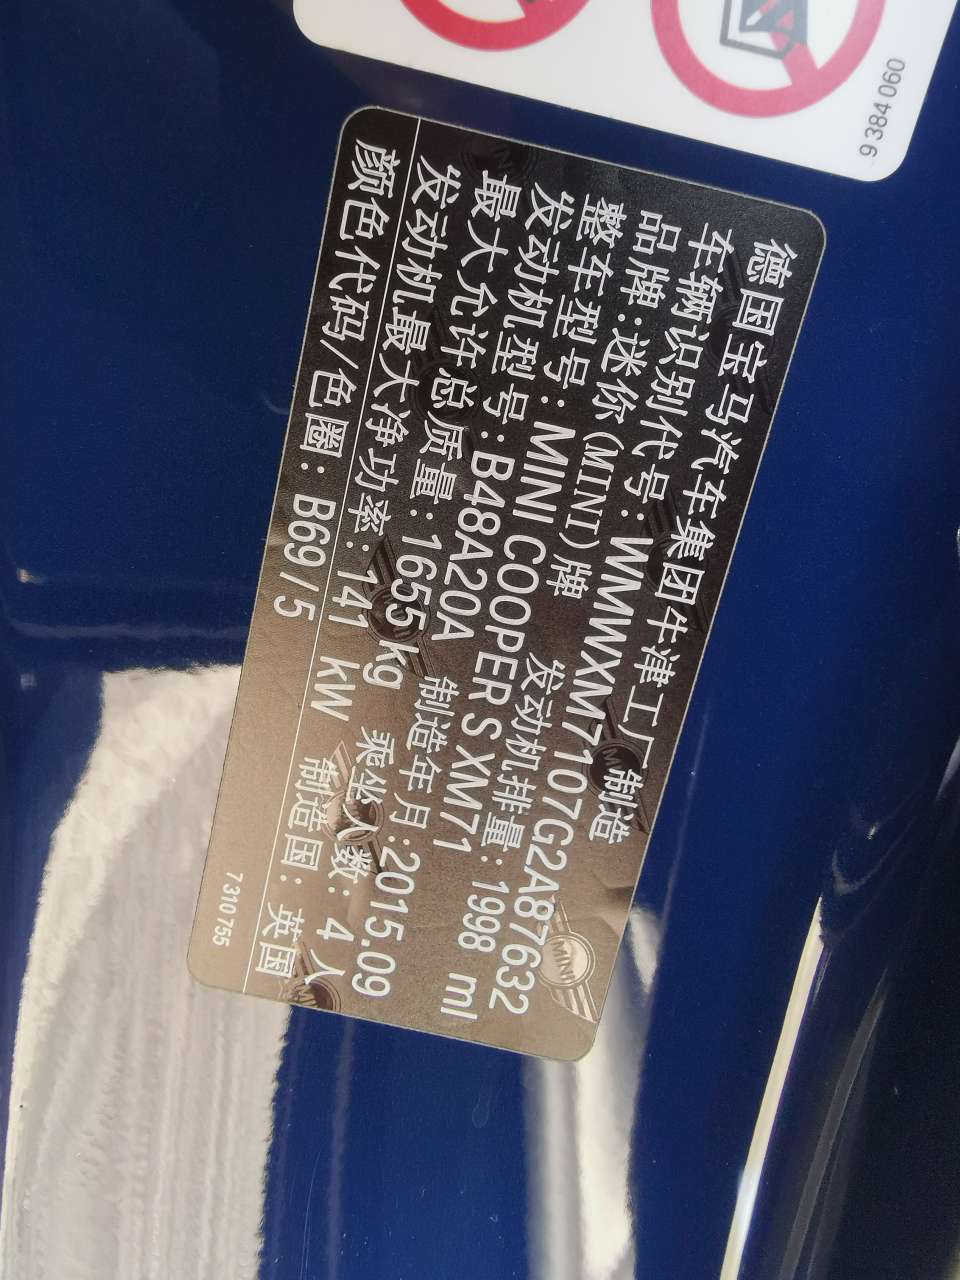 9 384 060
德国宝马汽车集团牛津工厂制造
车辆识别代号:WMWXM7107G2A87632
品牌:迷你(MINI)牌 发动机排量: 1998 ml
整车型号: MINI COOPER S XM71
发动机型号:B48A20A 制造年月:2015.09
最大允许总质量: 1655kg 乘坐人数: 4人
发动机最大净功率: 141 kW 制造国: 英国
颜色代码/色圈: B69 / 5
7310 755
MINI